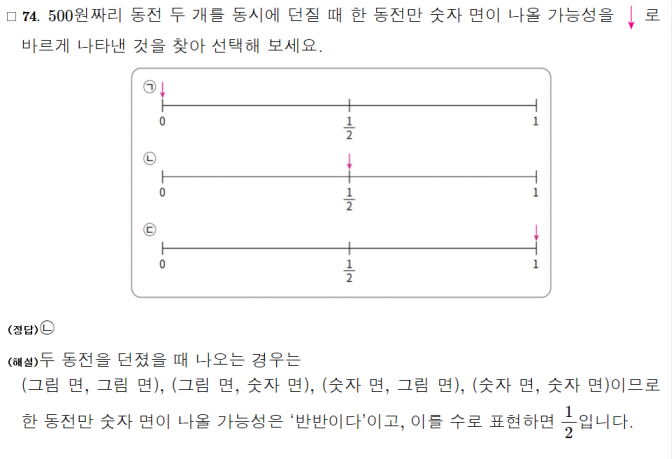 □ 74. 500원짜리 동전 두 개를 동시에 던질 때 한 동전만 숫자 면이 나올 가능성을 ↓ 로
바르게 나타낸 것을 찾아 선택해 보세요.
㉠
0 1/2 1
㉡
0 1/2 1
㉢
0 1/2 1
(정답)㉡
(해설)두 동전을 던졌을 때 나오는 경우는
(그림 면, 그림 면), (그림 면, 숫자 면), (숫자 면, 그림 면), (숫자 면, 숫자 면)이므로
한 동전만 숫자 면이 나올 가능성은 ‘반반이다’이고, 이를 수로 표현하면 1/2입니다.